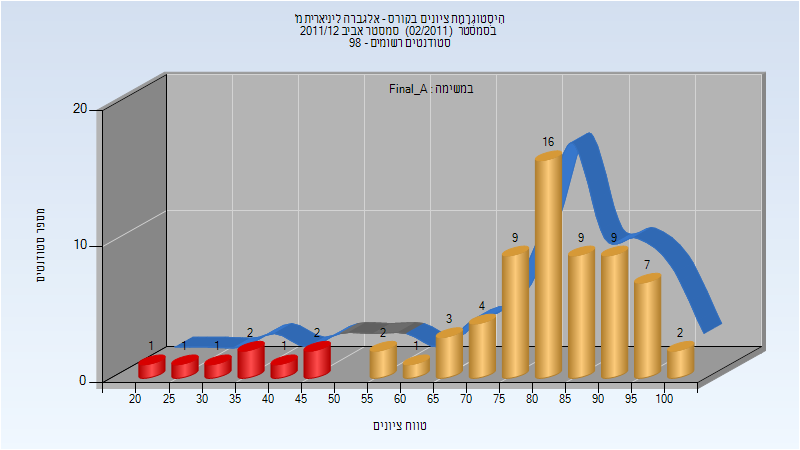 היסטוגרמת ציונים בקורס - אלגברה ליניארית מ'
בסמסטר (02/2011) סמסטר אביב 2011/12
סטודנטים רשומים - 98
במשימה : Final_A
מספר סטודנטים
20
10
0
1 1 1 2 1 2 2 1 3 4 9 16 9 9 7 2
20 25 30 35 40 45 50 55 60 65 70 75 80 85 90 95 100
טווח ציונים